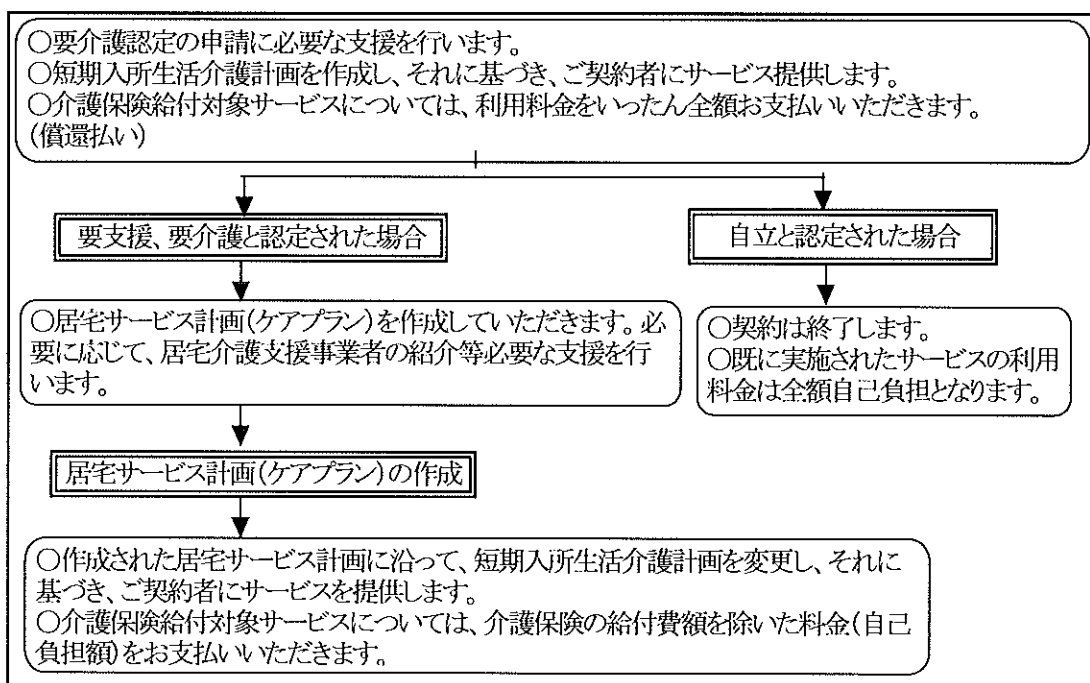 ○要介護認定の申請に必要な支援を行います。
○短期入所生活介護計画を作成し、それに基づき、ご契約者にサービス提供します。
○介護保険給付対象サービスについては、利用料金をいったん全額お支払いいただきます。
(償還払い)
要支援、要介護と認定された場合
自立と認定された場合
○居宅サービス計画(ケアプラン)を作成していただきます。必
要に応じて、居宅介護支援事業者の紹介等必要な支援を行
います。
○契約は終了します。
○既に実施されたサービスの利用
料金は全額自己負担となります。
居宅サービス計画(ケアプラン)の作成
○作成された居宅サービス計画に沿って、短期入所生活介護計画を変更し、それに
基づき、ご契約者にサービスを提供します。
○介護保険給付対象サービスについては、介護保険の給付費額を除いた料金(自己
負担額)をお支払いいただきます。